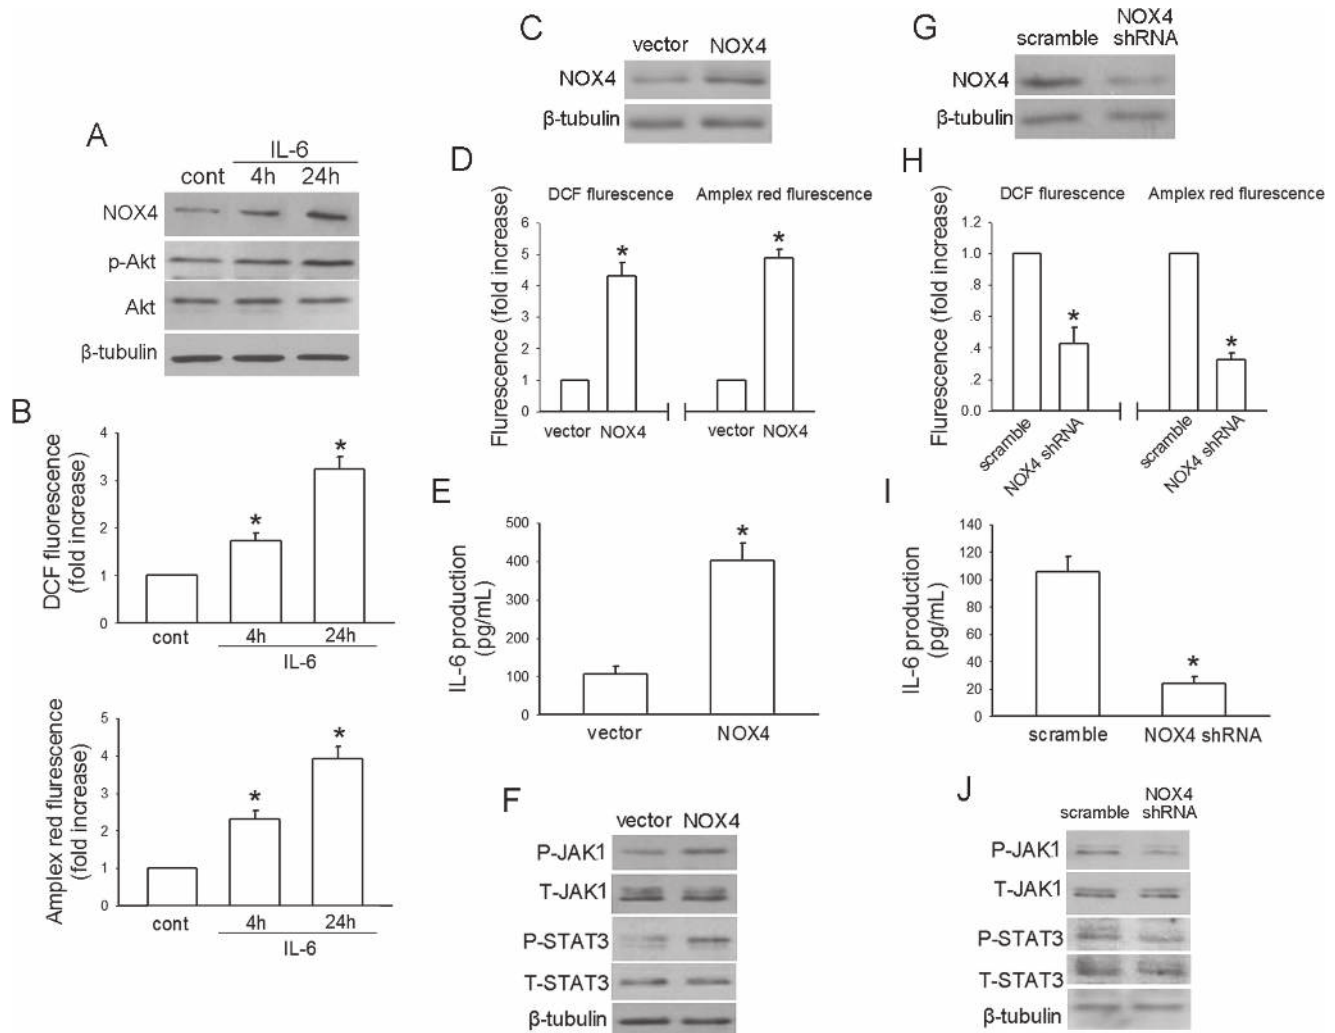 A
IL-6
cont 4h 24h
NOX4
p-Akt
Akt
β-tubulin
B
DCF fluorescence
(fold increase)
4
3
2
1
0
cont 4h 24h
IL-6
Amplex red flurescence
(fold increase)
5
4
3
2
1
0
cont 4h 24h
IL-6
C
vector NOX4
NOX4
β-tubulin
D
DCF flurescence Amplex red flurescence
Flurescence (fold increase)
6
5
4
3
2
1
0
vector NOX4 vector NOX4
E
IL-6 production
(pg/mL)
500
400
300
200
100
0
vector NOX4
F
vector NOX4
P-JAK1
T-JAK1
P-STAT3
T-STAT3
β-tubulin
G
scramble NOX4
shRNA
NOX4
β-tubulin
H
DCF flurescence Amplex red flurescence
Flurescence (fold increase)
1.2
1.0
.8
.6
.4
.2
0.0
scramble NOX4 shRNA scramble NOX4 shRNA
I
IL-6 production
(pg/mL)
140
120
100
80
60
40
20
0
scramble NOX4 shRNA
J
scramble NOX4
shRNA
P-JAK1
T-JAK1
P-STAT3
T-STAT3
β-tubulin